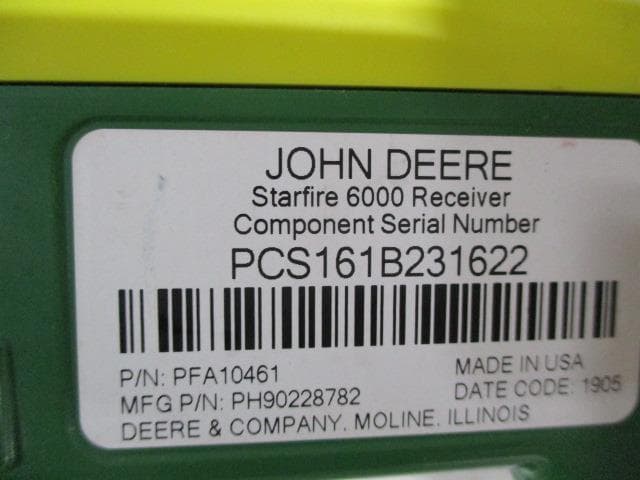 JOHN DEERE
Starfire 6000 Receiver
Component Serial Number
PCS161B231622
P/N: PFA10461
MADE IN USA
MFG P/N: PH90228782
DATE CODE: 1905
DEERE & COMPANY. MOLINE. ILLINOIS